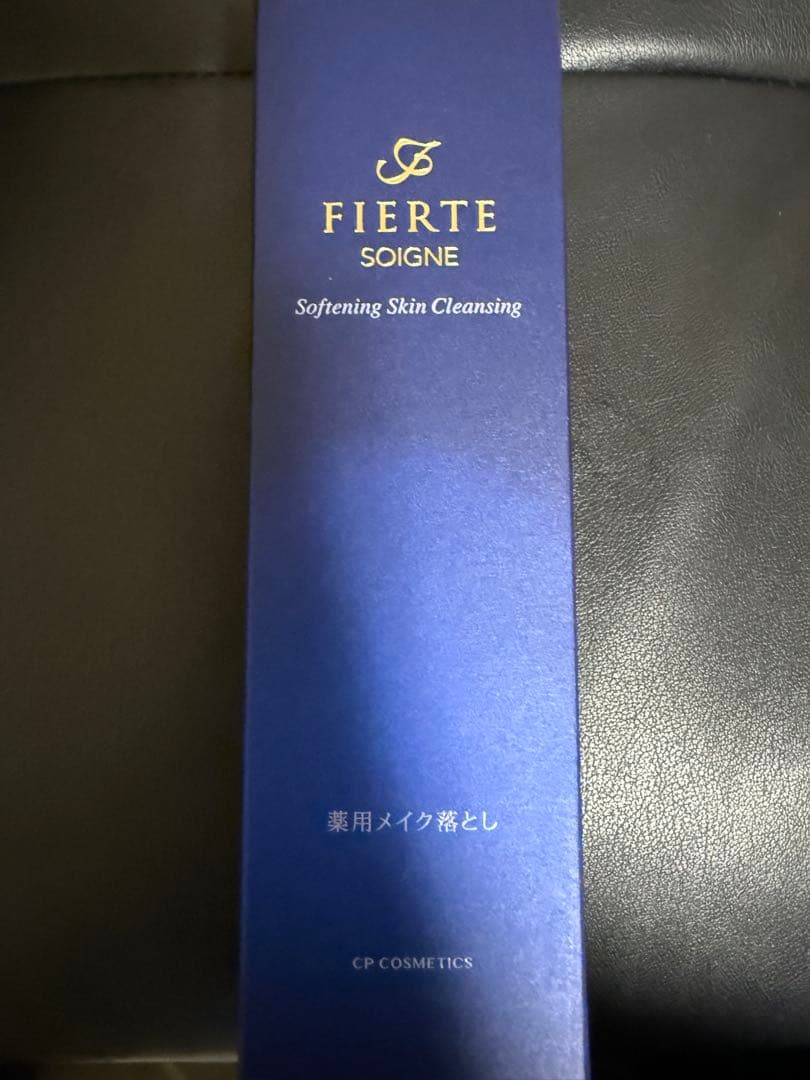 FIERTE
SOIGNE
Softening Skin Cleansing
薬用メイク落とし
CP COSMETICS